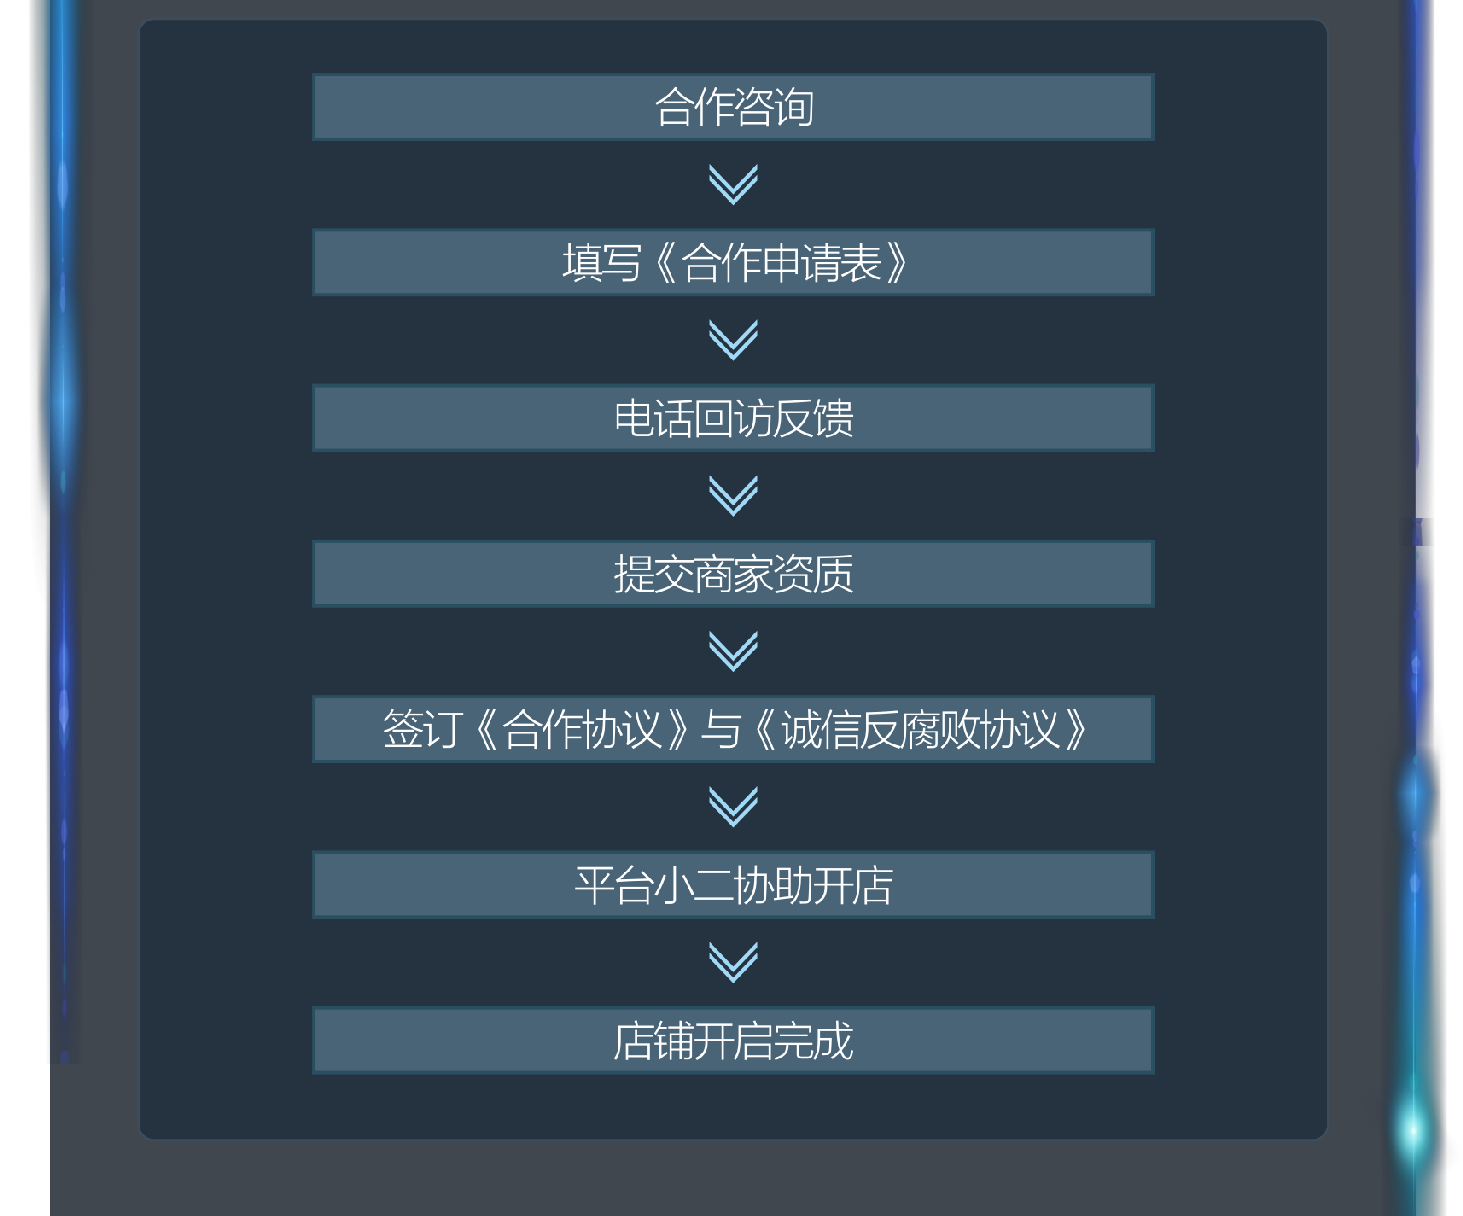 合作咨询
填写《合作申请表》
电话回访反馈
提交商家资质
签订《合作协议》与《诚信反腐败协议》
平台小二协助开店
店铺开启完成